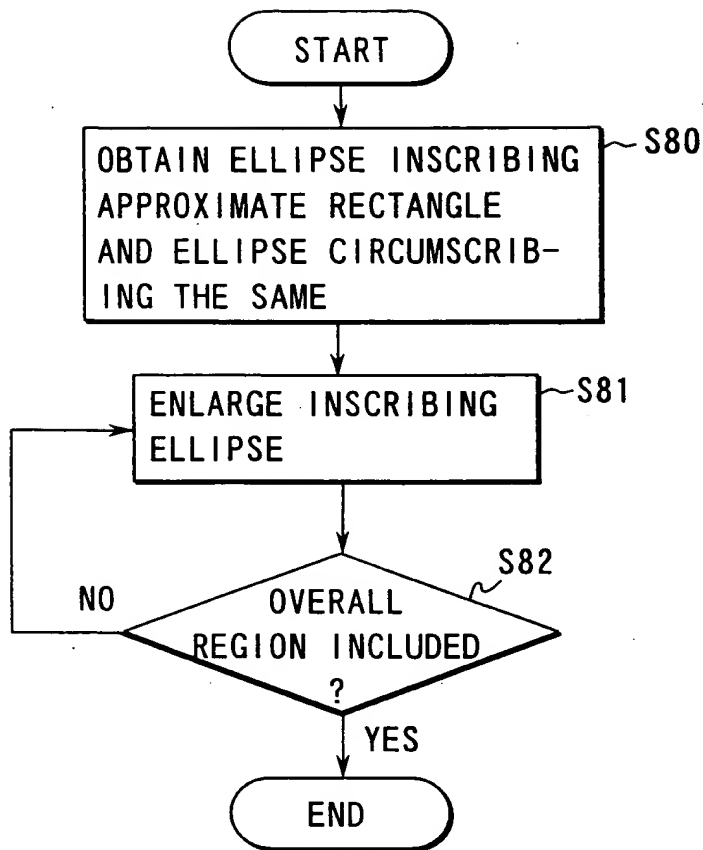 START
OBTAIN ELLIPSE INSCRIBING
APPROXIMATE RECTANGLE
AND ELLIPSE CIRCUMSCRIB-
ING THE SAME
S80
ENLARGE INSCRIBING
ELLIPSE
S81
OVERALL
REGION INCLUDED
?
S82
NO
YES
END